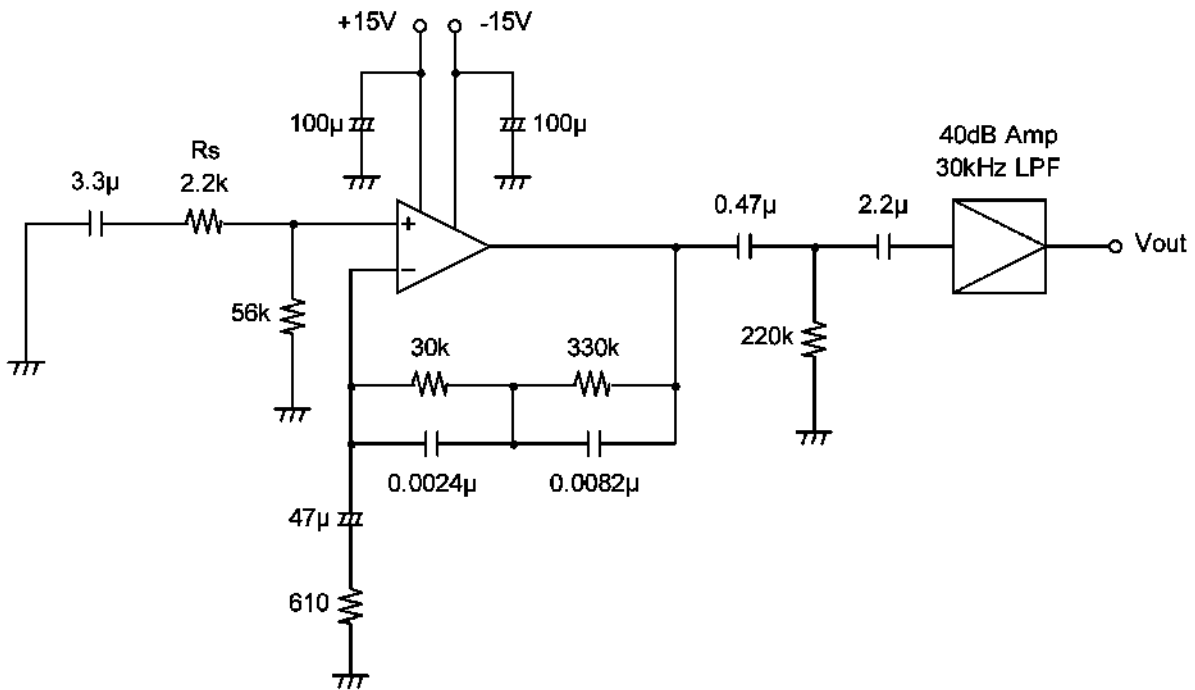 +15V
-15V
100µ
100µ
40dB Amp
30kHz LPF
Rs
2.2k
3.3µ
0.47µ
2.2µ
+
−
Vout
56k
220k
30k
330k
0.0024µ
0.0082µ
47µ
610